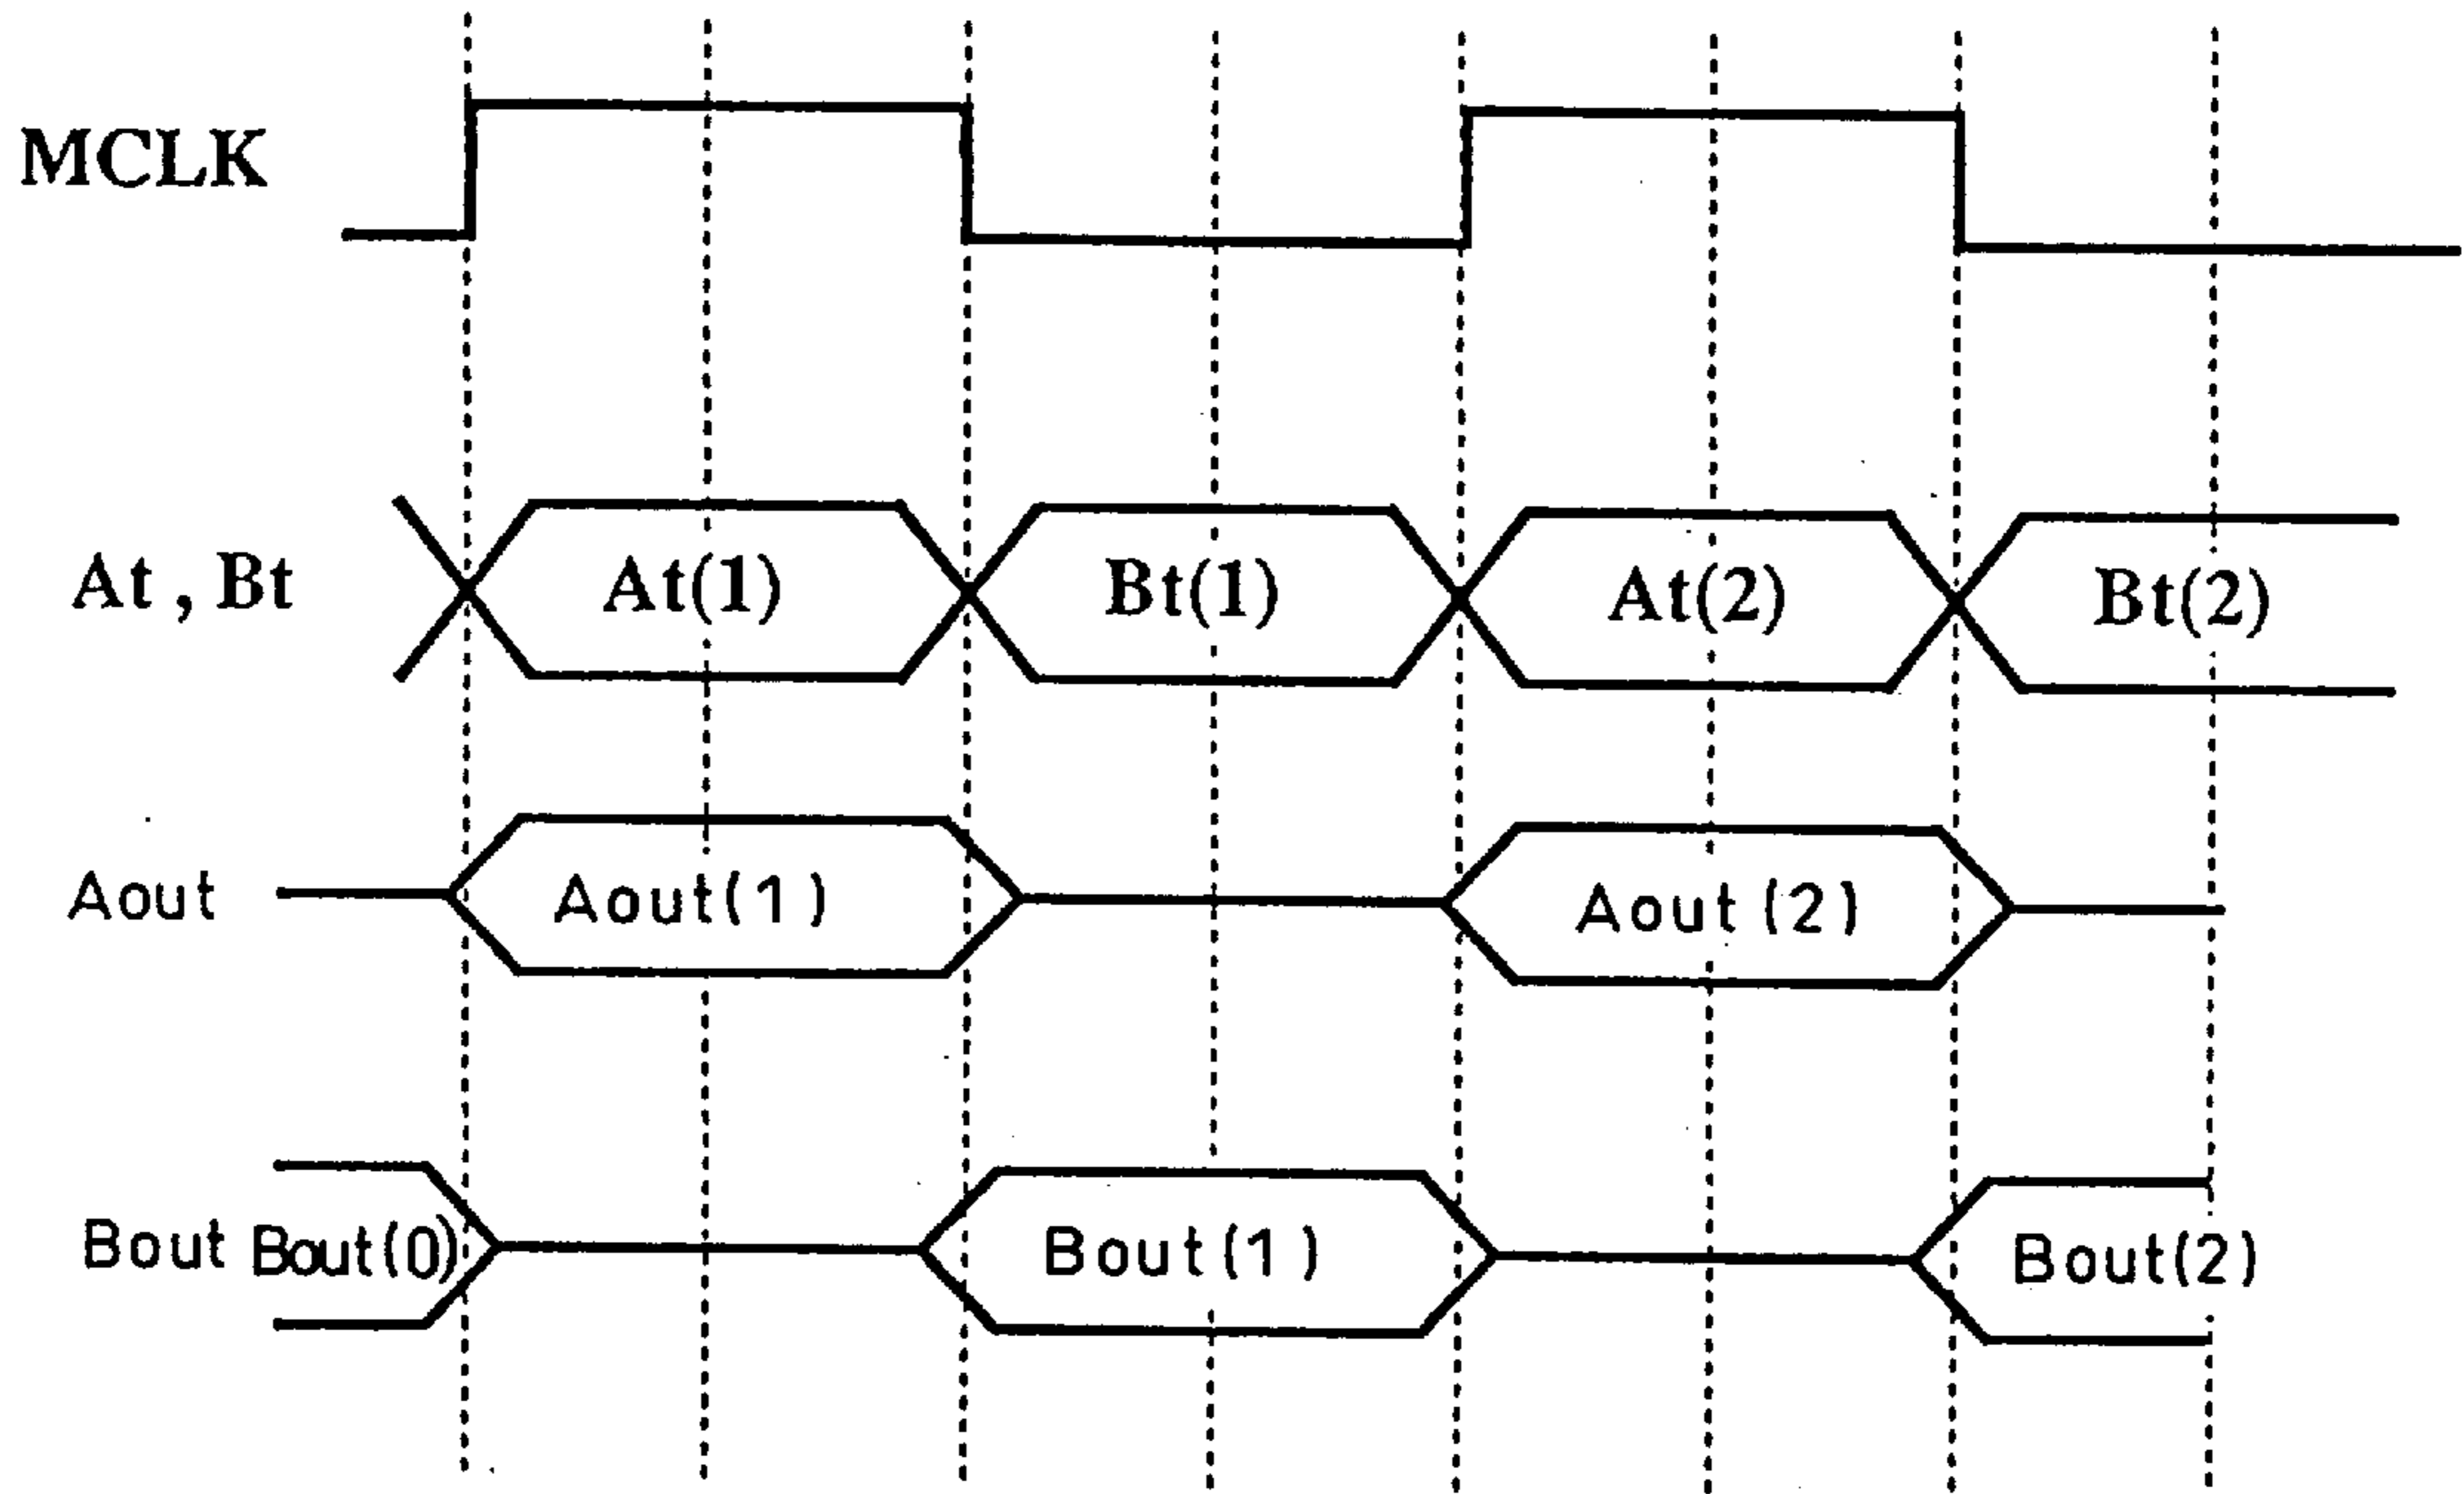 MCLK
At , Bt At(1) Bt(1) At(2) Bt(2)
Aout Aout(1) Aout(2)
Bout Bout(0) Bout(1) Bout(2)